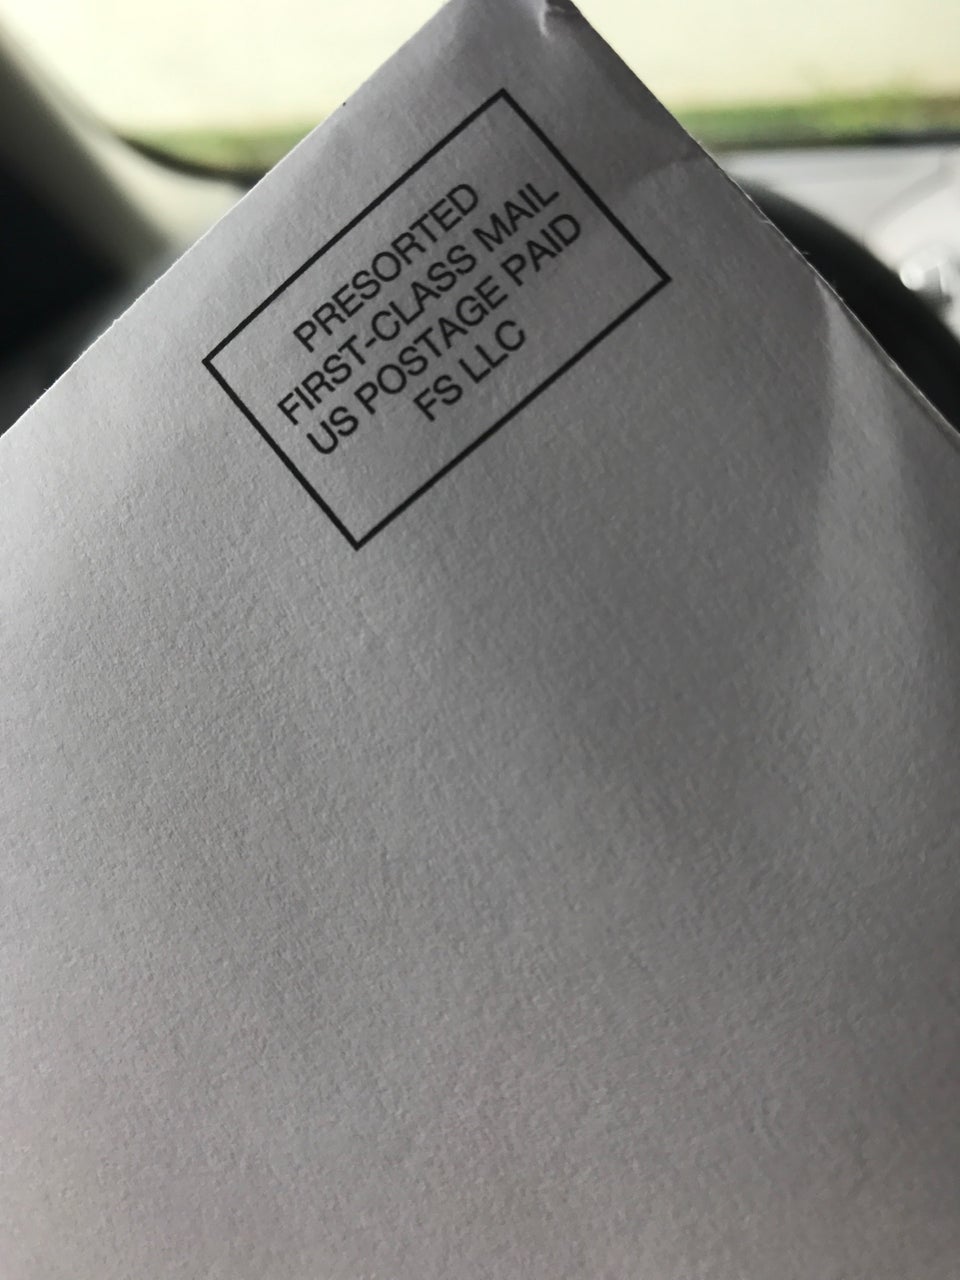 PRESORTED
FIRST-CLASS MAIL
US POSTAGE PAID
FS LLC